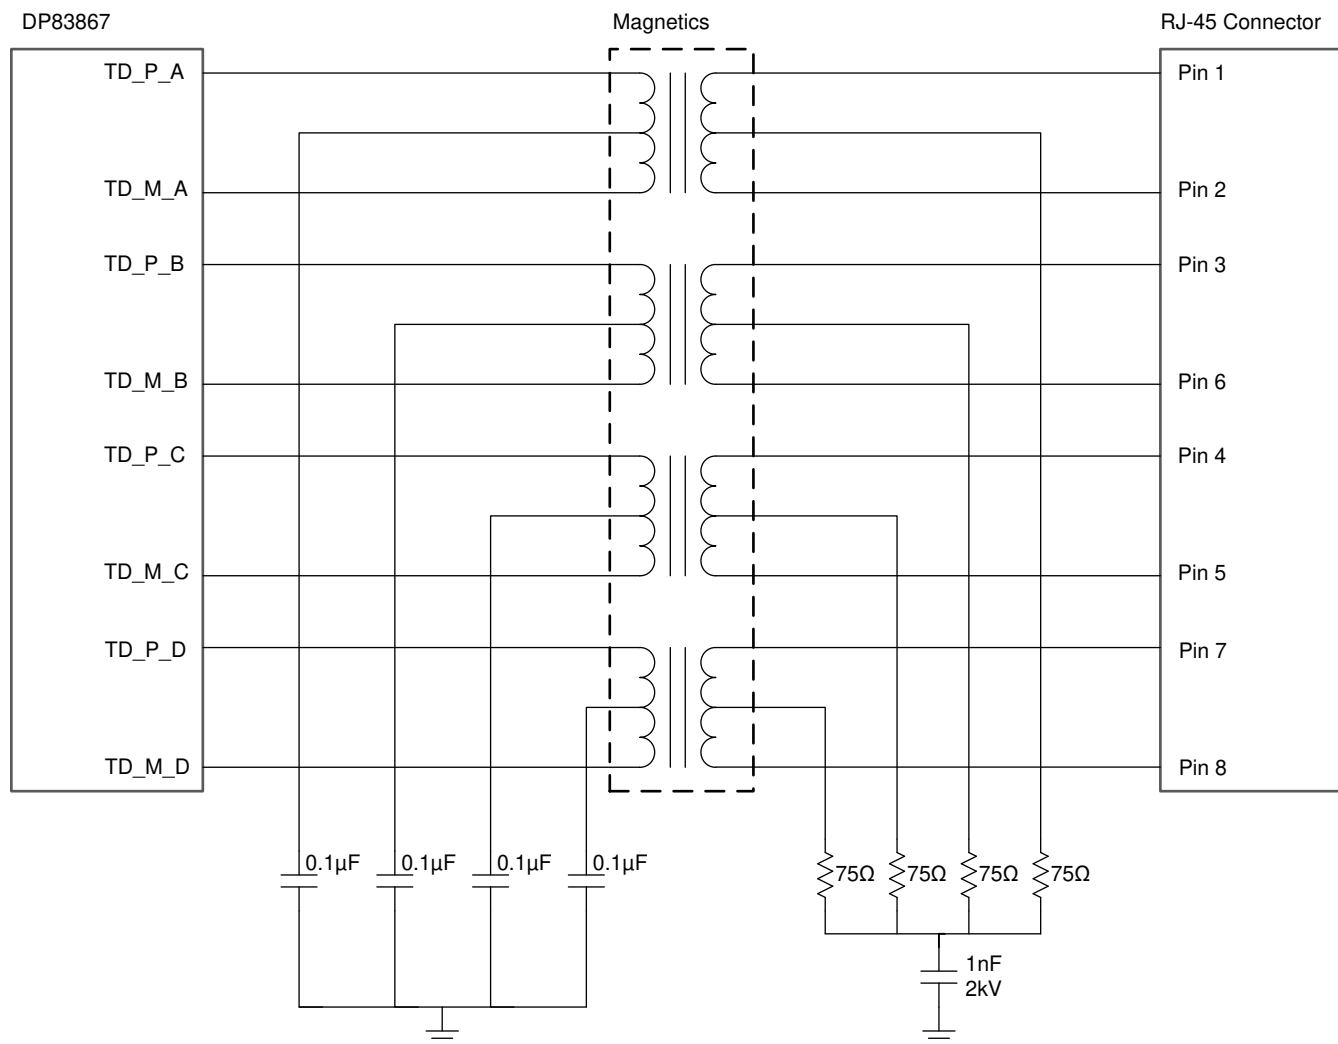 DP83867
Magnetics
RJ-45 Connector
TD_P_A
Pin 1
TD_M_A
Pin 2
TD_P_B
Pin 3
TD_M_B
Pin 6
TD_P_C
Pin 4
TD_M_C
Pin 5
TD_P_D
Pin 7
TD_M_D
Pin 8
0.1µF
0.1µF
0.1µF
0.1µF
75Ω
75Ω
75Ω
75Ω
1nF
2kV